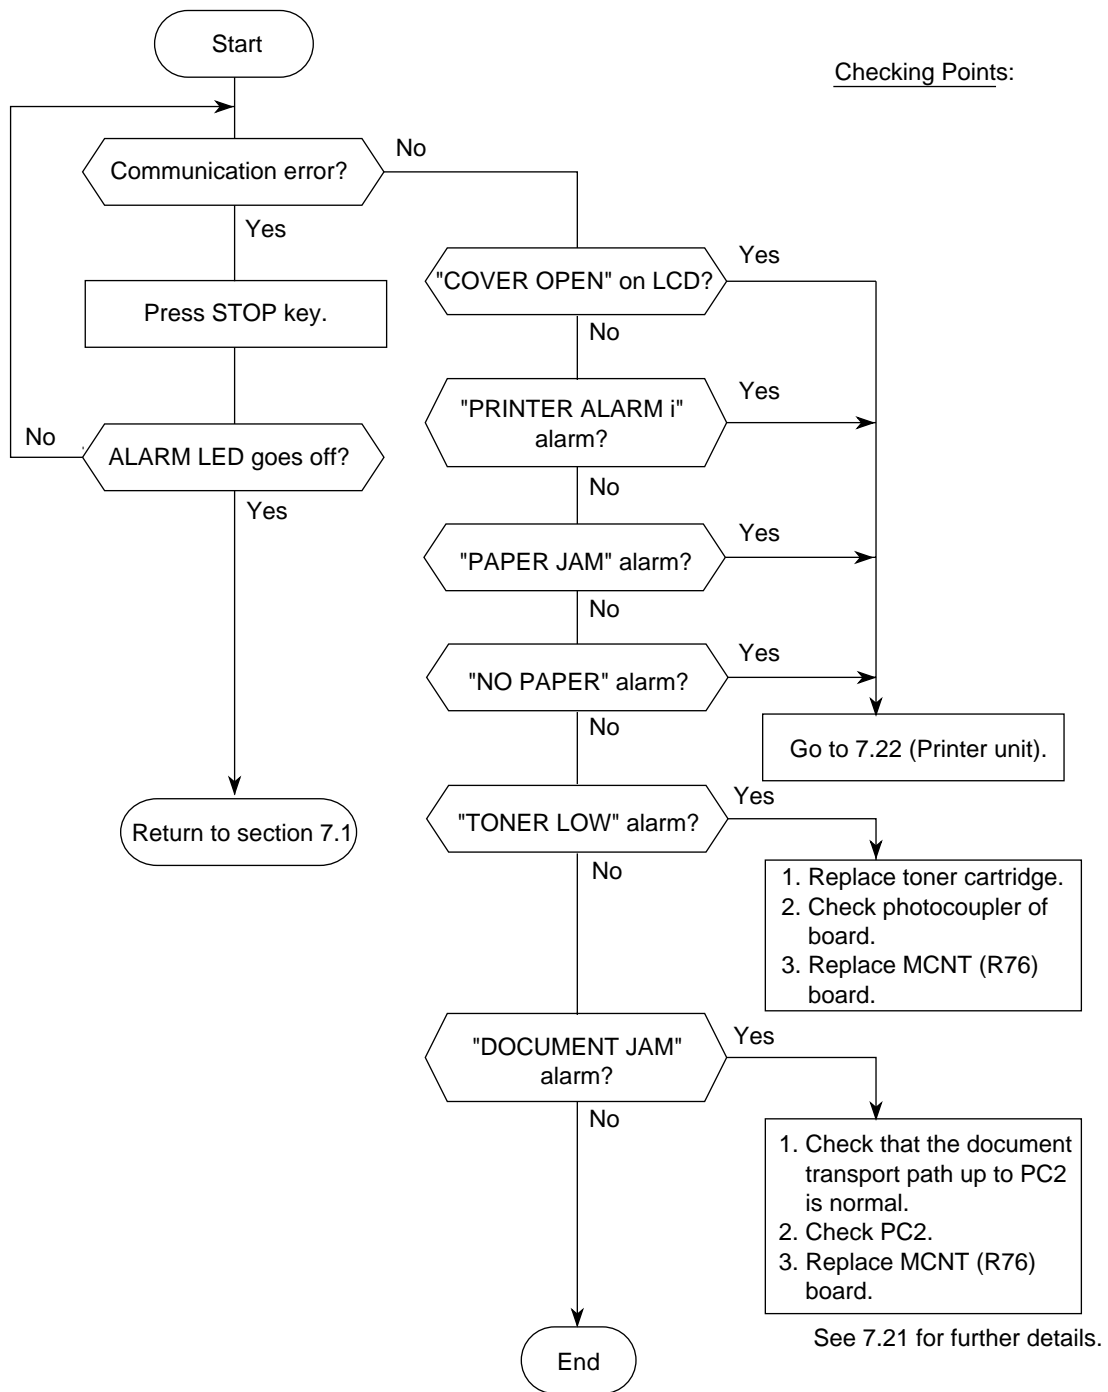 Start
Checking Points:
Communication error?
No
Yes
Press STOP key.
No
ALARM LED goes off?
Yes
Return to section 7.1
"COVER OPEN" on LCD?
Yes
No
"PRINTER ALARM i"
alarm?
Yes
No
"PAPER JAM" alarm?
Yes
No
"NO PAPER" alarm?
Yes
No
Go to 7.22 (Printer unit).
"TONER LOW" alarm?
Yes
No
1. Replace toner cartridge.
2. Check photocoupler of
board.
3. Replace MCNT (R76)
board.
"DOCUMENT JAM"
alarm?
Yes
No
1. Check that the document
transport path up to PC2
is normal.
2. Check PC2.
3. Replace MCNT (R76)
board.
See 7.21 for further details.
End